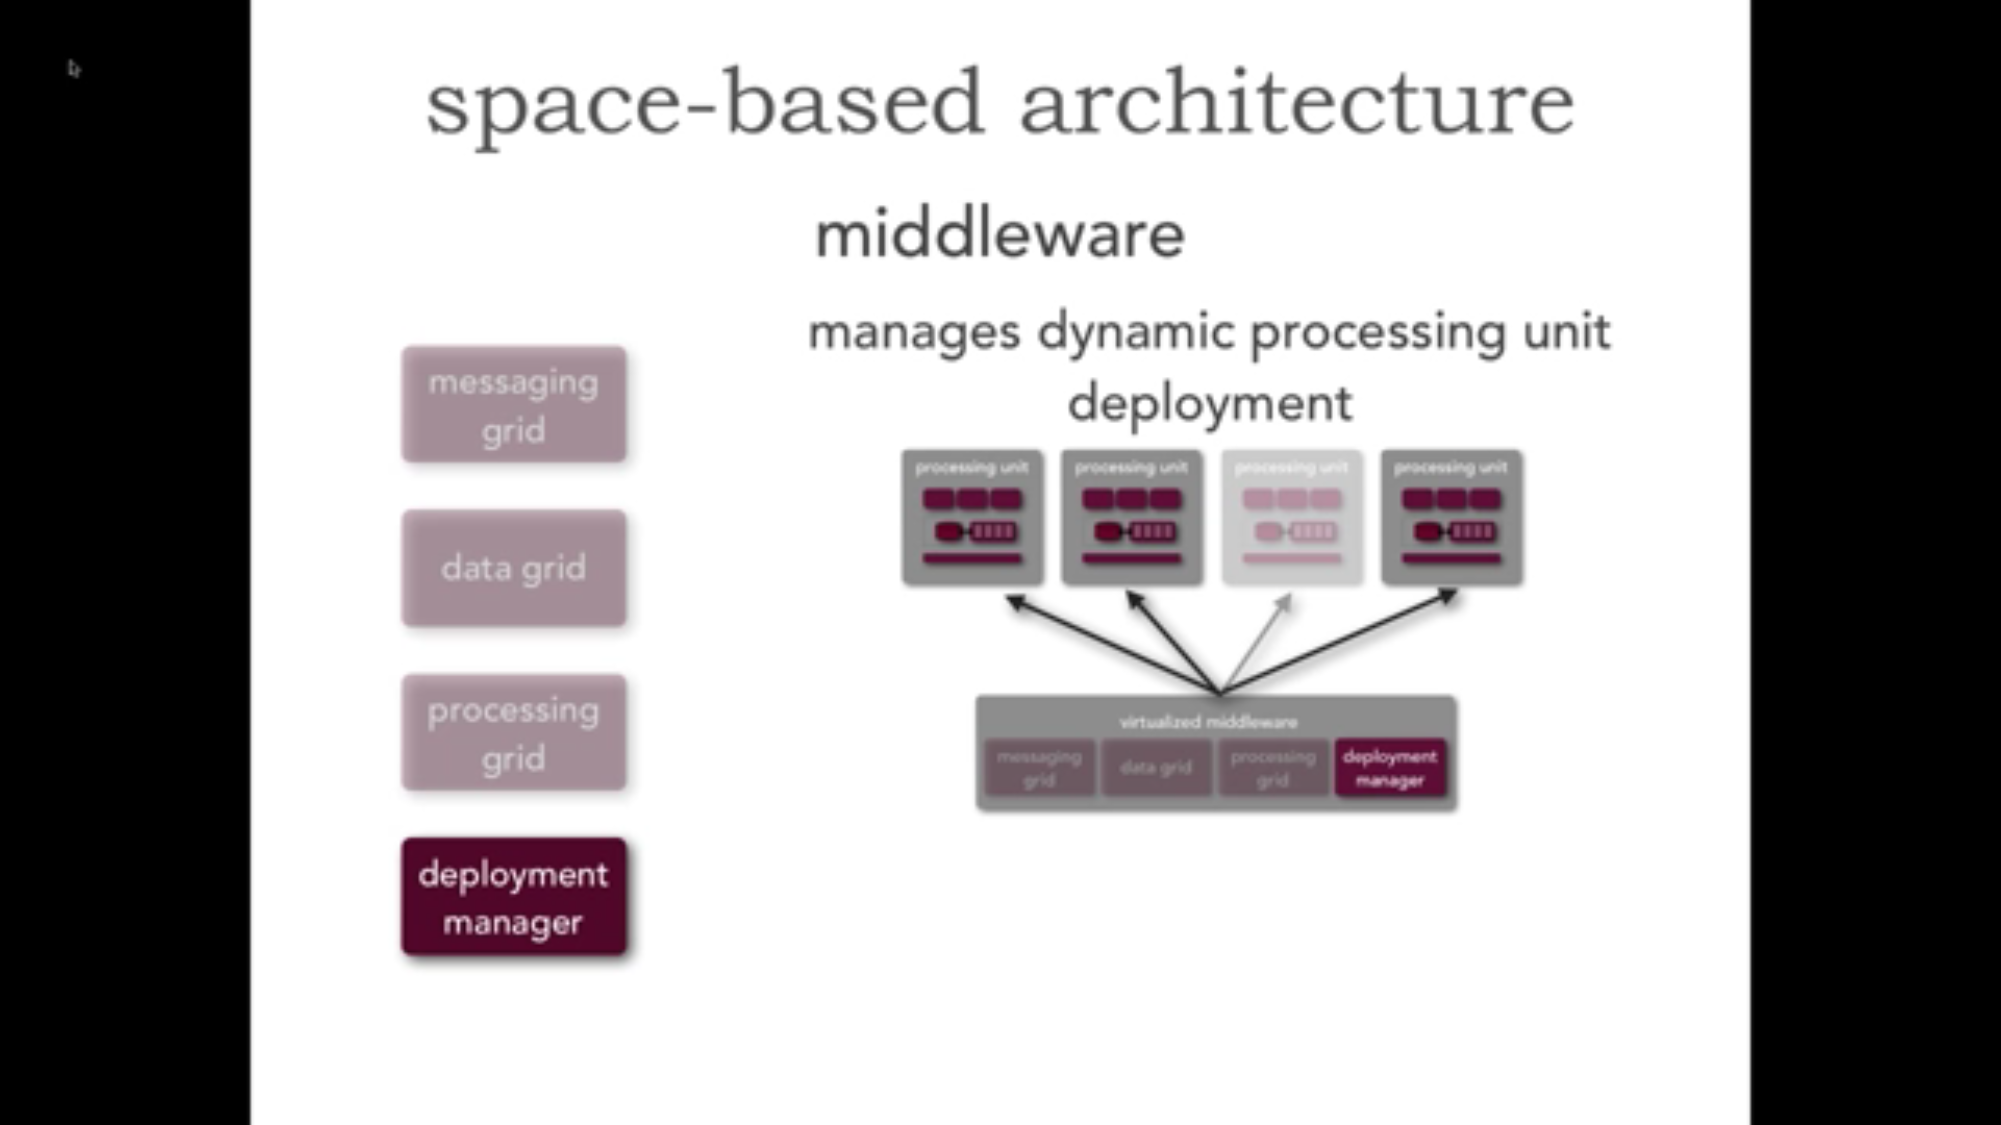 space-based architecture
middleware
messaging
grid
data grid
processing
grid
deployment
manager
manages dynamic processing unit
deployment
processing unit
processing unit
processing unit
processing unit
virtualized middleware
messaging
grid
data grid
processing
grid
deployment
manager